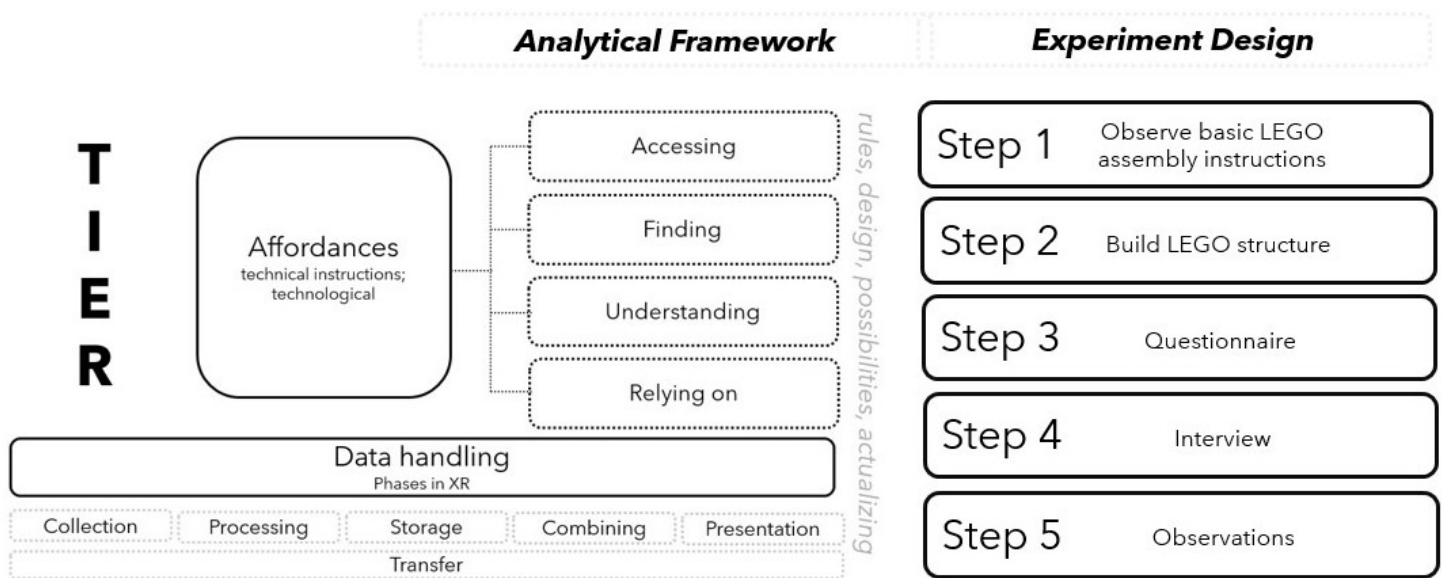 Analytical Framework
Experiment Design
T
I
E
R
Affordances
technical instructions;
technological
Accessing
Finding
Understanding
Relying on
rules, design, possibilities, actualizing
Data handling
Phases in XR
Collection
Processing
Storage
Combining
Presentation
Transfer
Step 1
Observe basic LEGO
assembly instructions
Step 2
Build LEGO structure
Step 3
Questionnaire
Step 4
Interview
Step 5
Observations